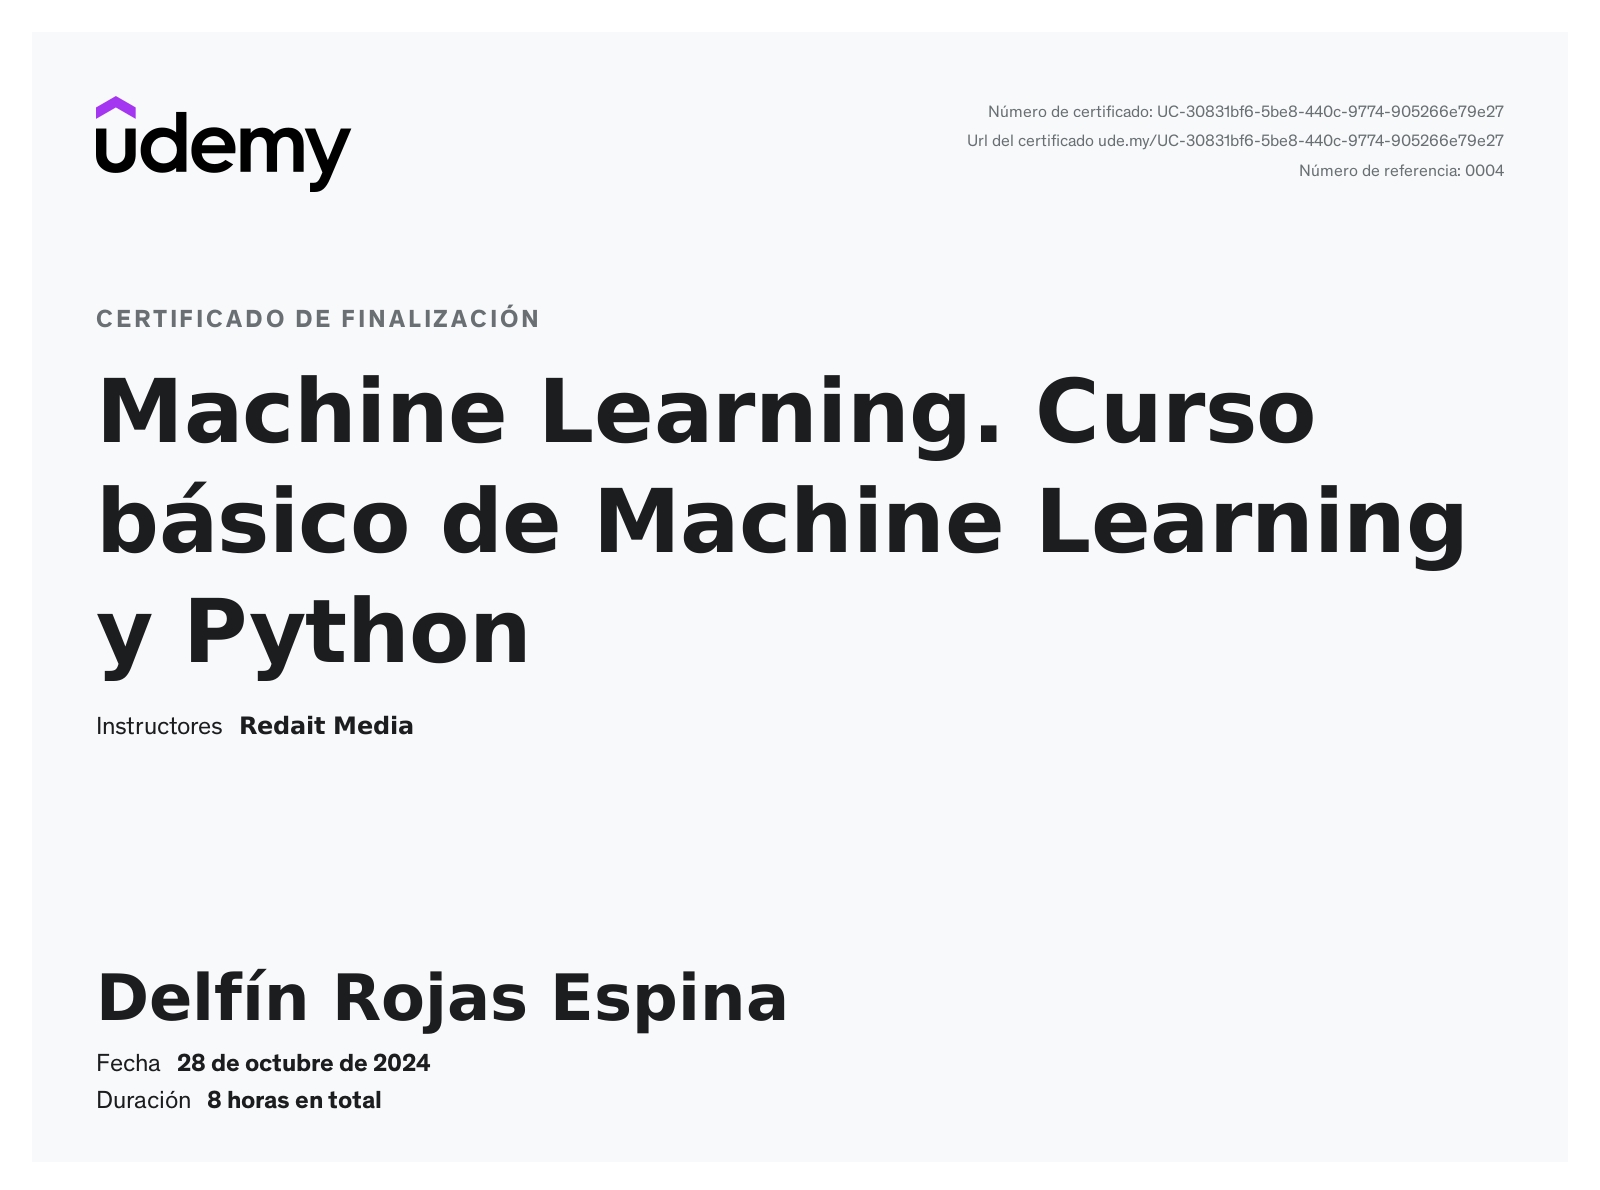 udemy
Número de certificado: UC-30831bf6-5be8-440c-9774-905266e79e27
Url del certificado ude.my/UC-30831bf6-5be8-440c-9774-905266e79e27
Número de referencia: 0004
CERTIFICADO DE FINALIZACIÓN
Machine Learning. Curso
básico de Machine Learning
y Python
Instructores Redait Media
Delfín Rojas Espina
Fecha 28 de octubre de 2024
Duración 8 horas en total